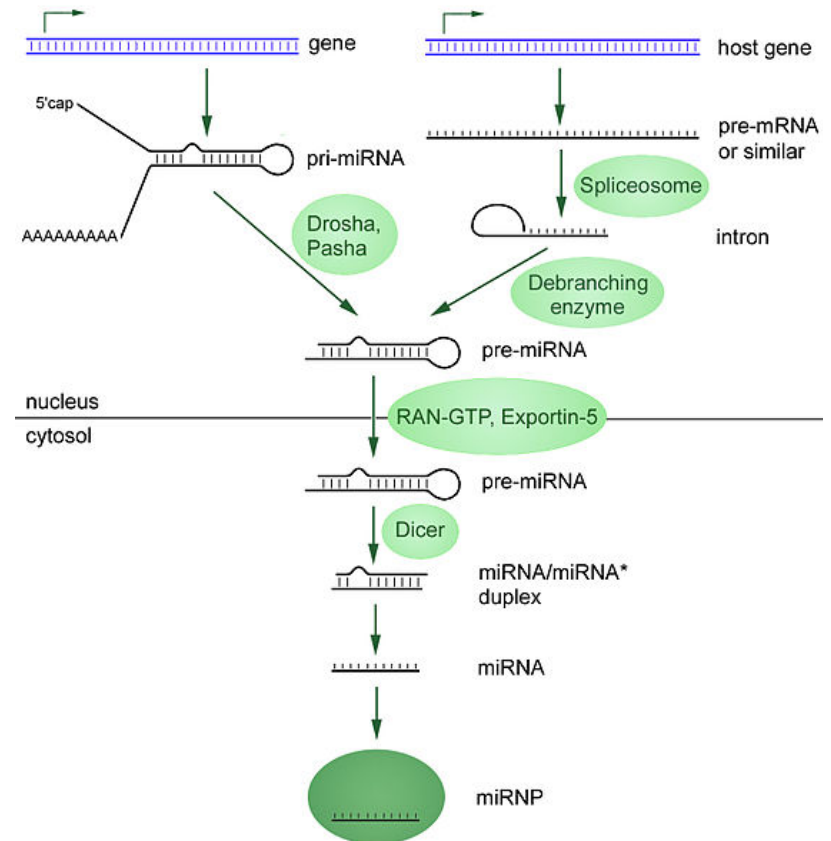 gene
host gene
5'cap
pri-miRNA
pre-mRNA
or similar
Spliceosome
AAAAAAAAA
Drosha,
Pasha
intron
Debranching
enzyme
pre-miRNA
nucleus
RAN-GTP, Exportin-5
cytosol
pre-miRNA
Dicer
miRNA/miRNA*
duplex
miRNA
miRNP